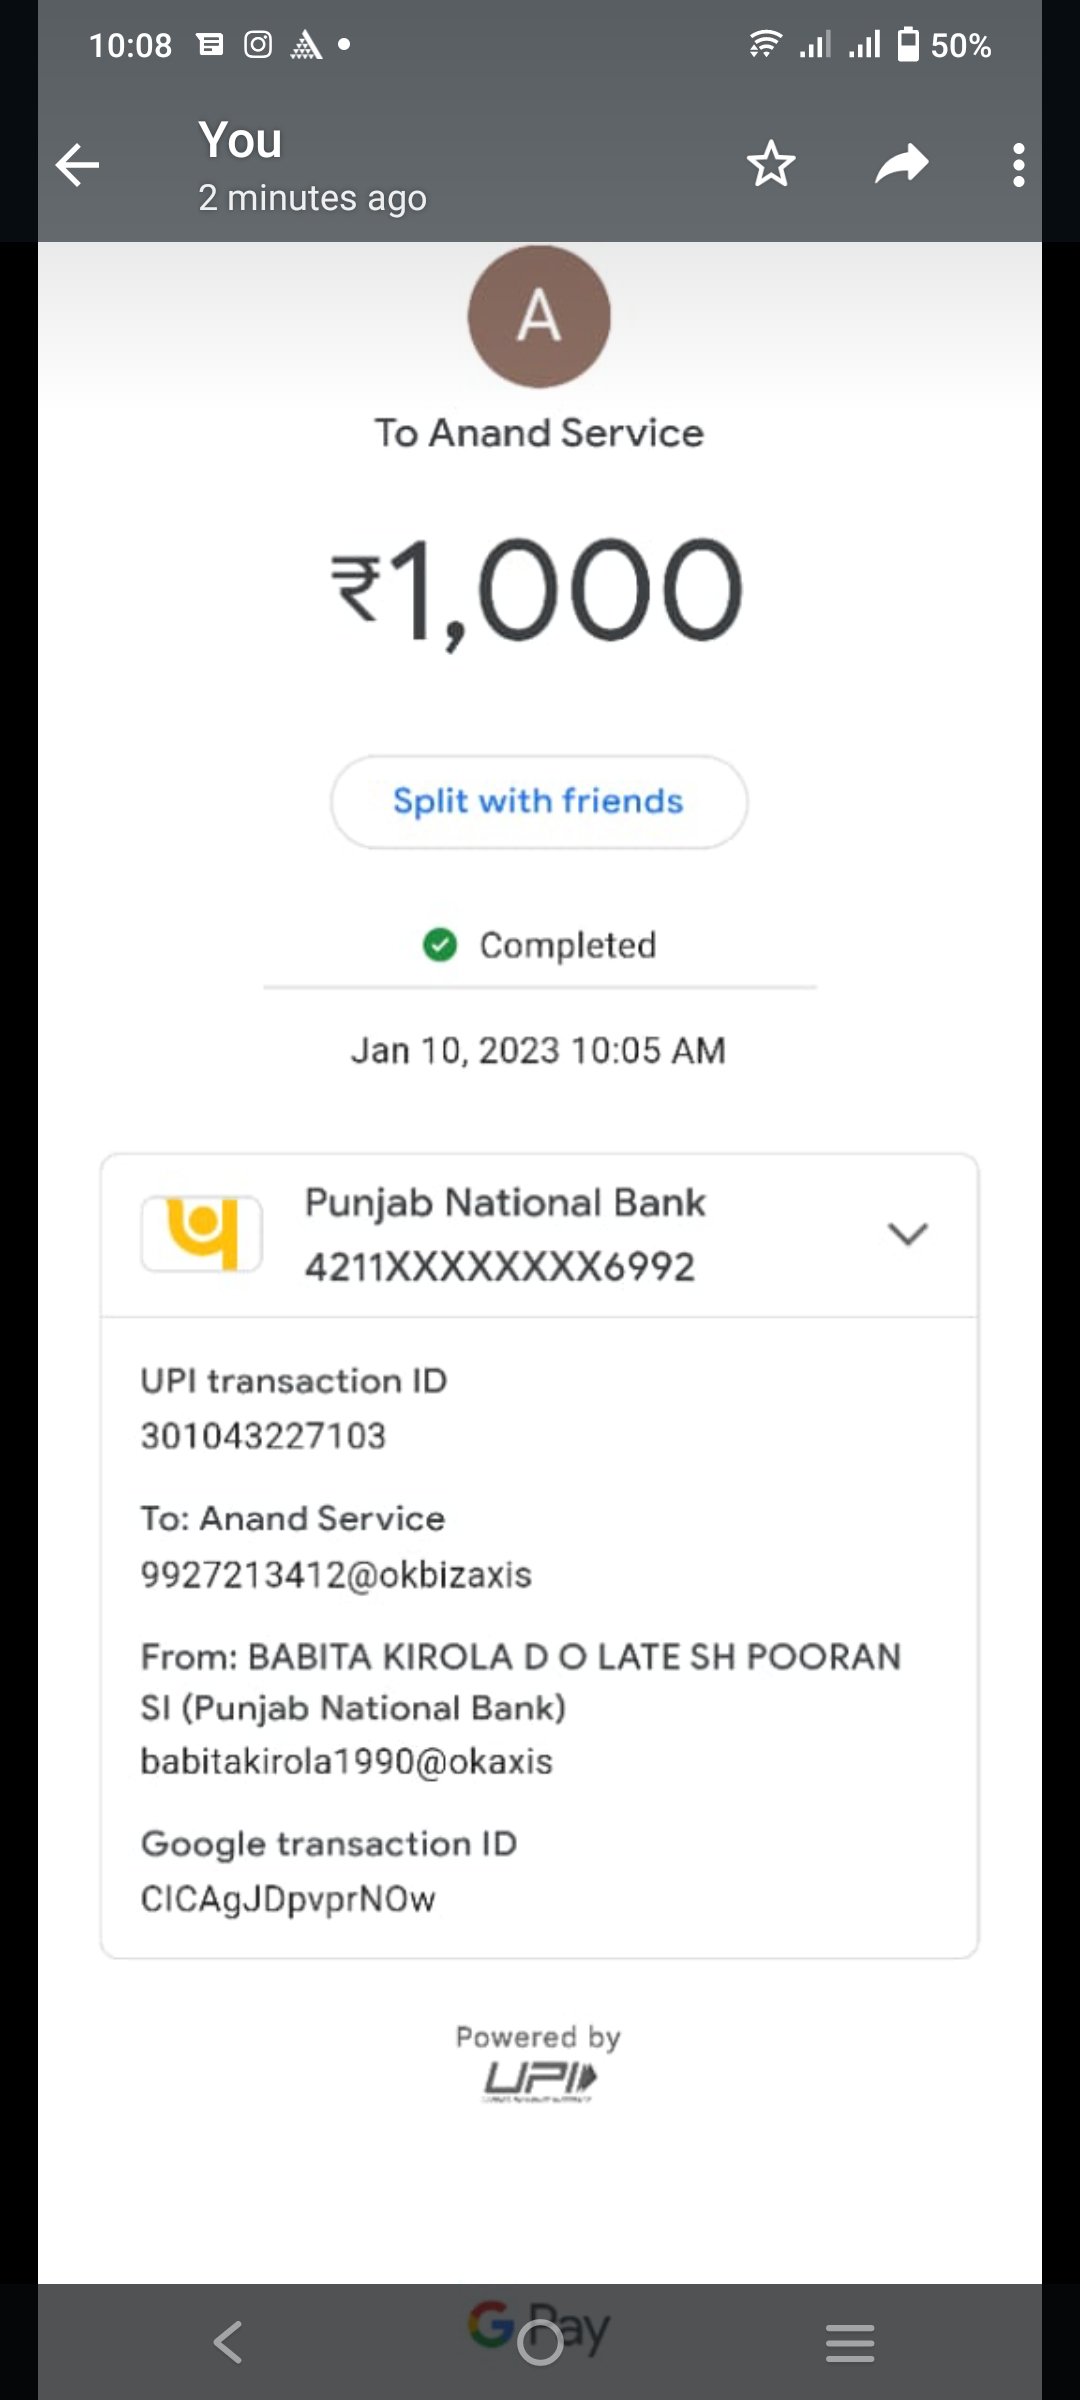 10:08
50%
You
2 minutes ago
A
To Anand Service
₹1,000
Split with friends
Completed
Jan 10, 2023 10:05 AM
Punjab National Bank
4211XXXXXXXX6992
UPI transaction ID
301043227103
To: Anand Service
9927213412@okbizaxis
From: BABITA KIROLA D O LATE SH POORAN
SI (Punjab National Bank)
babitakirola1990@okaxis
Google transaction ID
CICAgJDpvprNOw
Powered by
UPI
G Pay